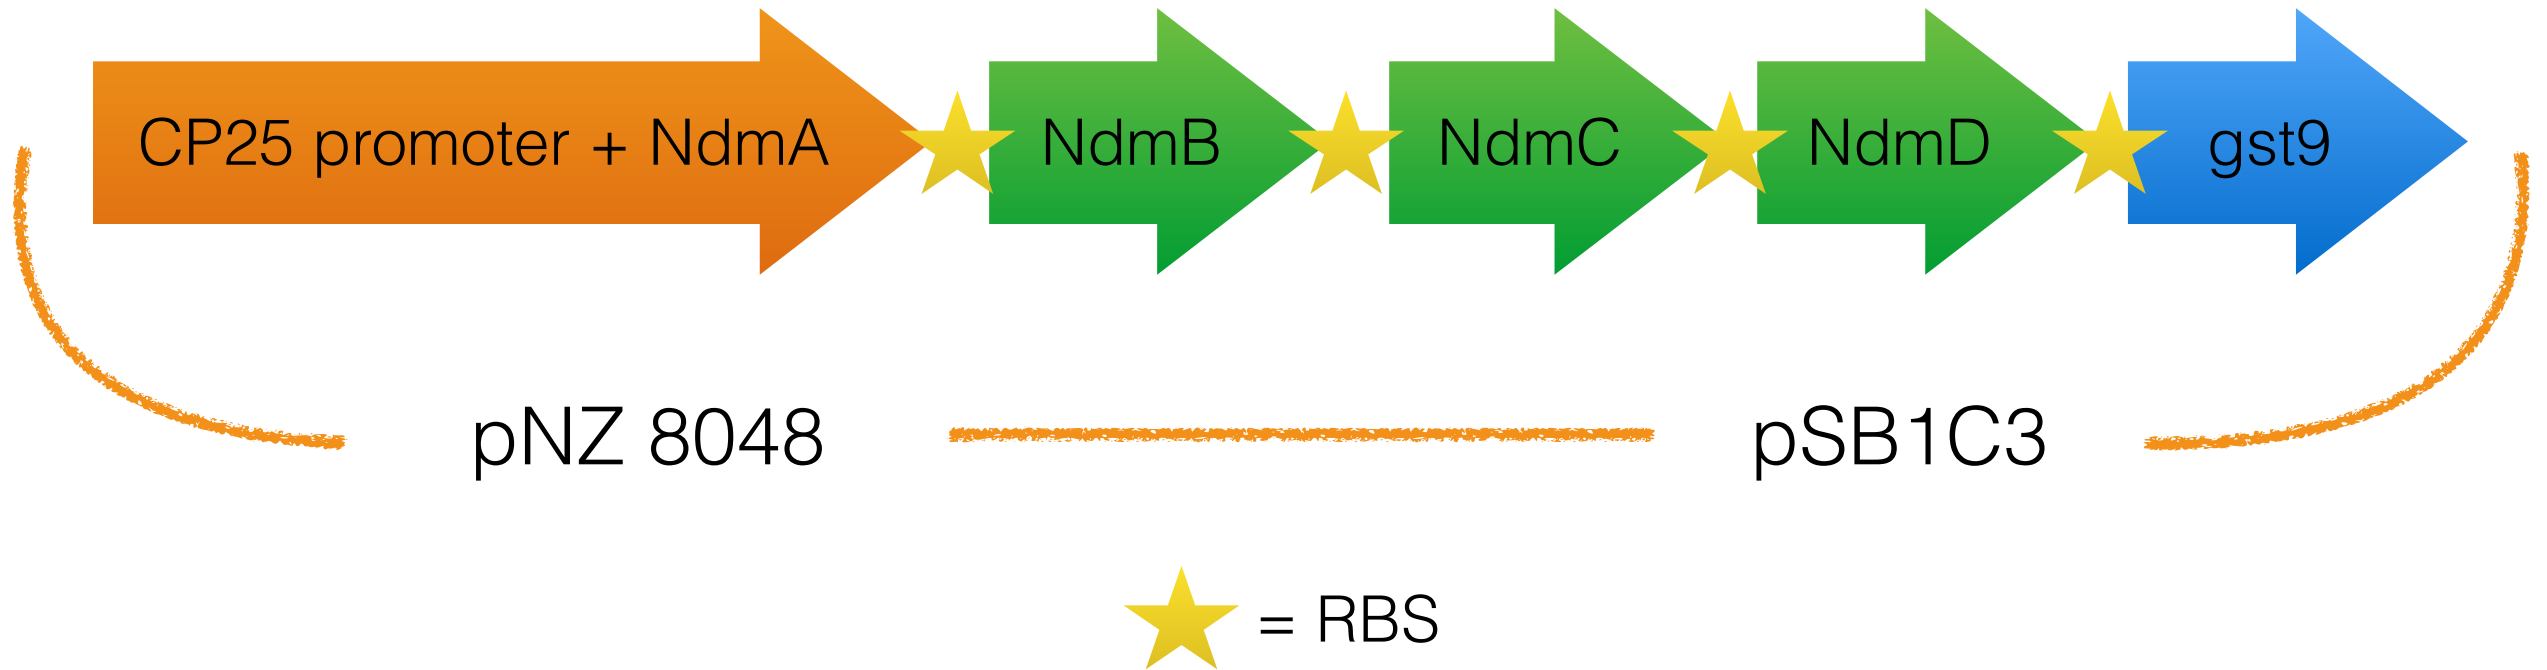 CP25 promoter + NdmA
NdmB
NdmC
NdmD
gst9
pNZ 8048
pSB1C3
= RBS